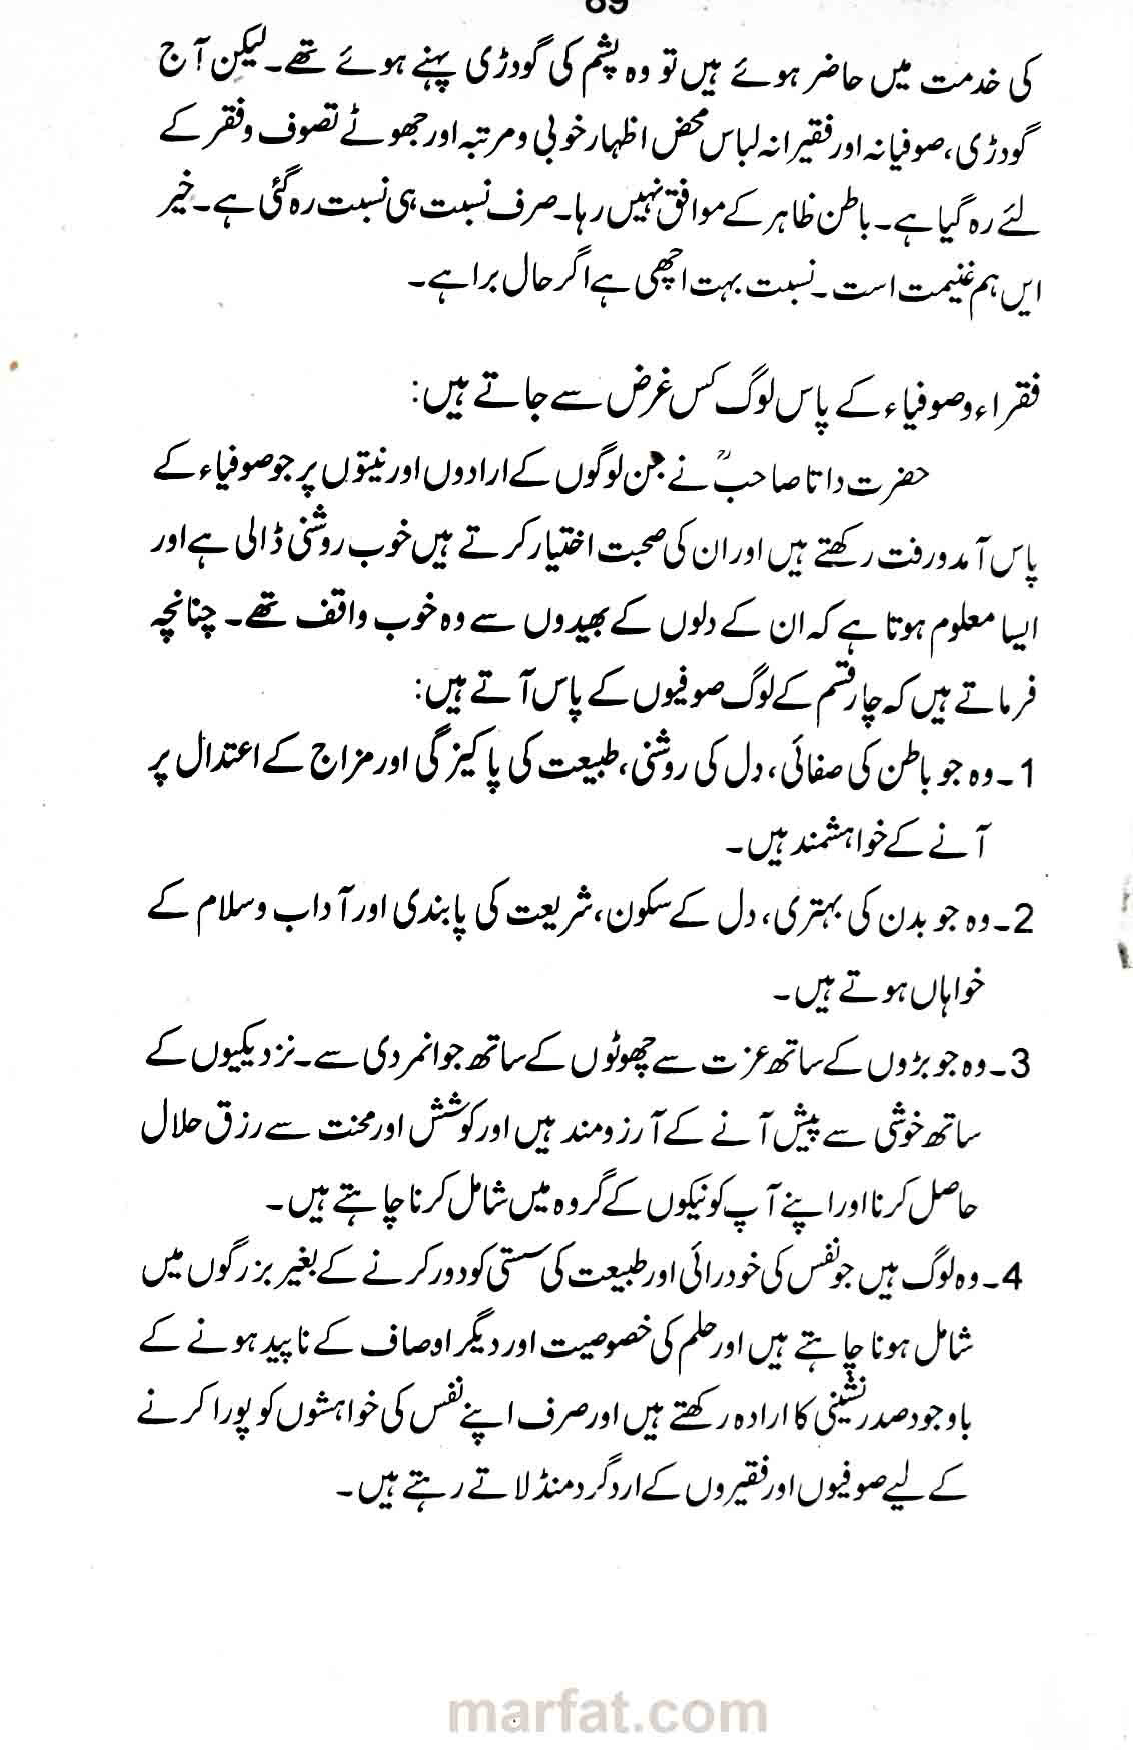 69
کی خدمت میں حاضر ہوئے ہیں تو وہ پشم کی گودڑی پہنے ہوئے تھے۔ لیکن آج
گودڑی، صوفیانہ اور فقیرانہ لباس محض اظہار خوبی و مرتبہ اور جھوٹے تصوف و فقر کے
لئے رہ گیا ہے۔ باطن ظاہر کے موافق نہیں رہا۔ صرف نسبت ہی نسبت رہ گئی ہے۔ خیر
ایں ہم غنیمت است۔ نسبت بہت اچھی ہے اگر حال برا ہے۔
فقراء و صوفیاء کے پاس لوگ کس غرض سے جاتے ہیں:
حضرت داتا صاحبؒ نے جن لوگوں کے ارادوں اور نیتوں پر جو صوفیاء کے
پاس آمدورفت رکھتے ہیں اور ان کی صحبت اختیار کرتے ہیں خوب روشنی ڈالی ہے اور
ایسا معلوم ہوتا ہے کہ ان کے دلوں کے بھیدوں سے وہ خوب واقف تھے۔ چنانچہ
فرماتے ہیں کہ چار قسم کے لوگ صوفیوں کے پاس آتے ہیں:
1۔ وہ جو باطن کی صفائی، دل کی روشنی، طبیعت کی پاکیزگی اور مزاج کے اعتدال پر
آنے کے خواہشمند ہیں۔
2۔ وہ جو بدن کی بہتری، دل کے سکون، شریعت کی پابندی اور آداب و سلام کے
خواہاں ہوتے ہیں۔
3۔ وہ جو بڑوں کے ساتھ عزت سے چھوٹوں کے ساتھ جوانمردی سے۔ نزدیکیوں کے
ساتھ خوشی سے پیش آنے کے آرزومند ہیں اور کوشش اور محنت سے رزق حلال
حاصل کرنا اور اپنے آپ کو نیکوں کے گروہ میں شامل کرنا چاہتے ہیں۔
4۔ وہ لوگ ہیں جو نفس کی خودرائی اور طبیعت کی سستی کو دور کرنے کے بغیر بزرگوں میں
شامل ہونا چاہتے ہیں اور حلم کی خصوصیت اور دیگر اوصاف کے ناپید ہونے کے
باوجود صدر نشینی کا ارادہ رکھتے ہیں اور صرف اپنے نفس کی خواہشوں کو پورا کرنے
کے لیے صوفیوں اور فقیروں کے اردگرد منڈلاتے رہتے ہیں۔
marfat.com